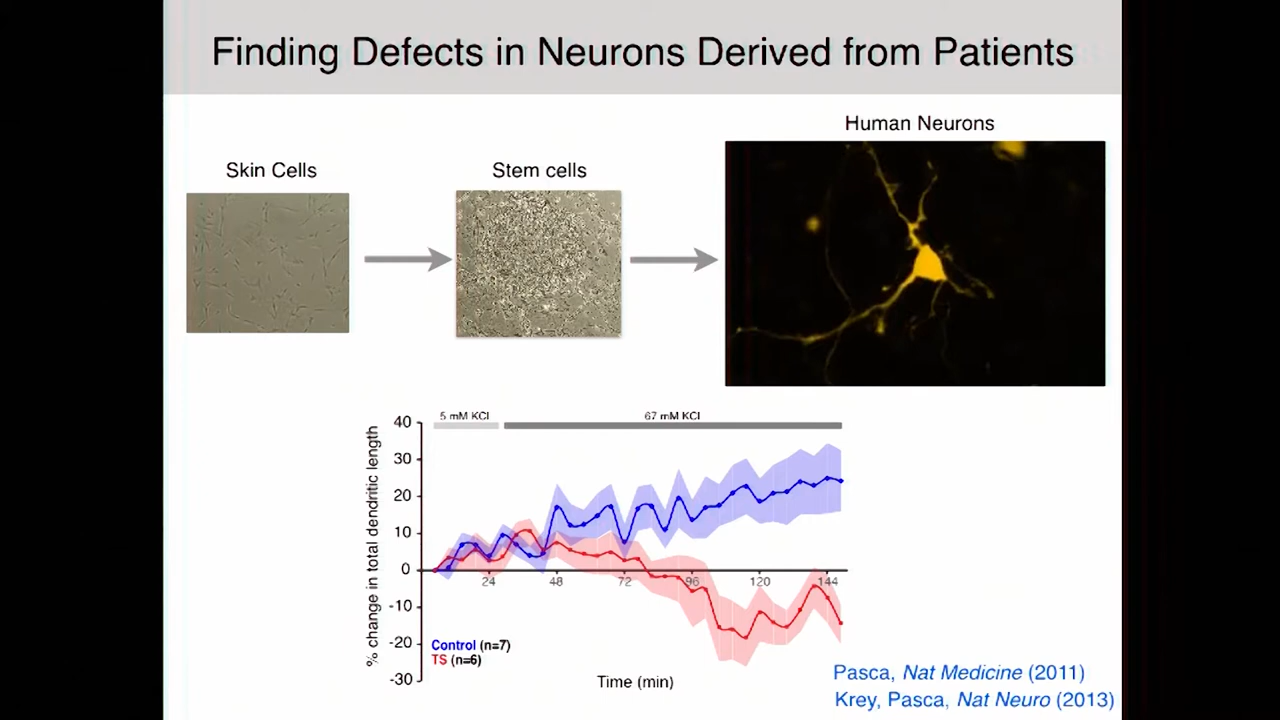 Finding Defects in Neurons Derived from Patients
Human Neurons
Skin Cells
Stem cells
5 mM KCl
67 mM KCl
% change in total dendritic length
40
30
20
10
0
-10
-20
-30
24
48
72
96
120
144
Control (n=7)
TS (n=6)
Time (min)
Pasca, Nat Medicine (2011)
Krey, Pasca, Nat Neuro (2013)